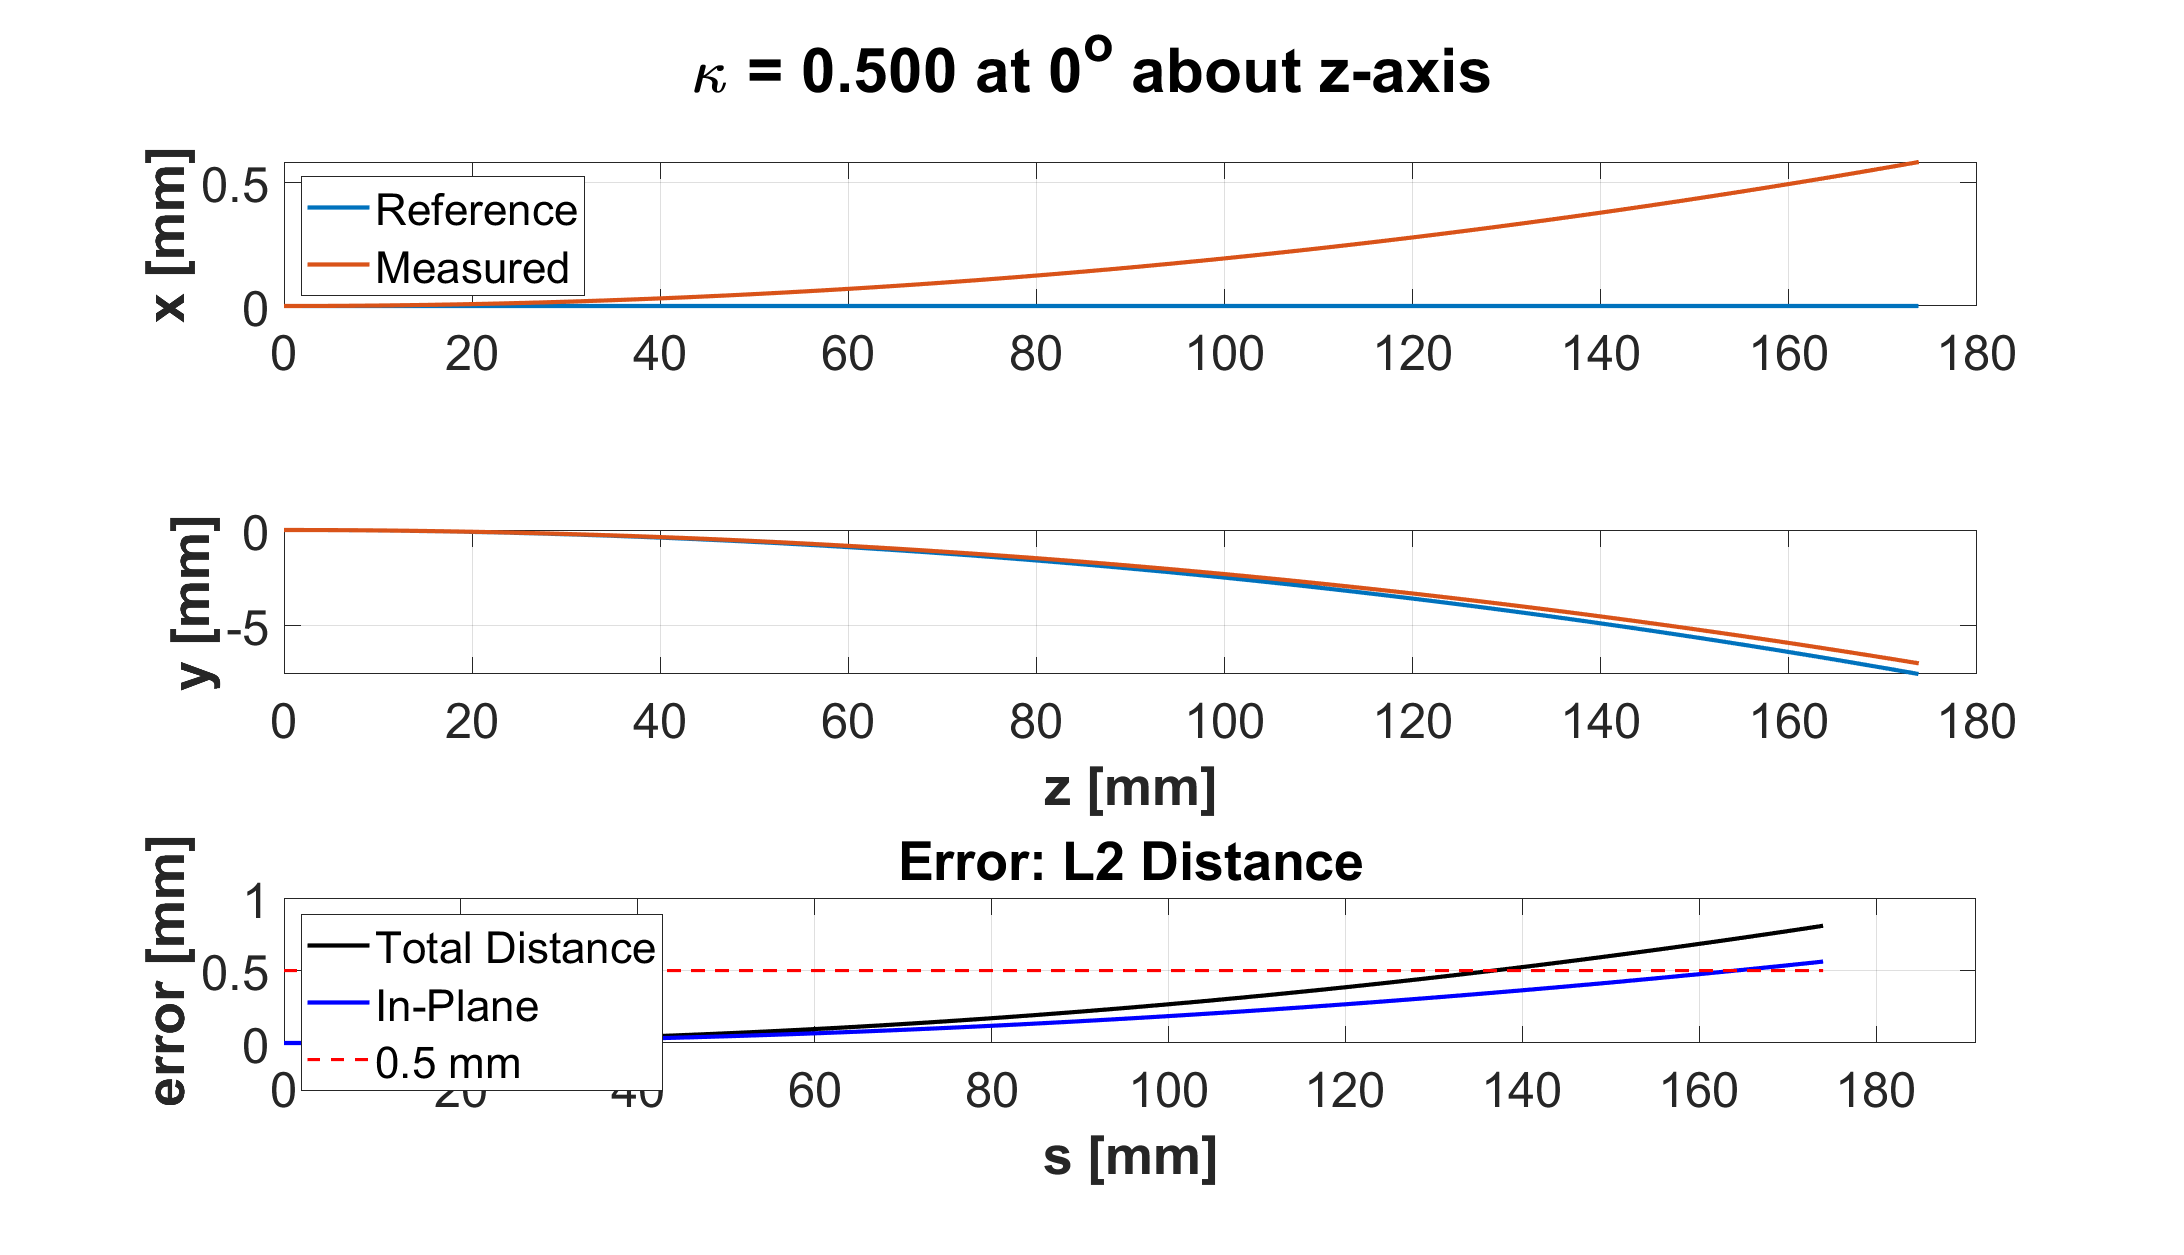 κ = 0.500 at 0° about z-axis
x [mm]
0.5
0
Reference
Measured
0 20 40 60 80 100 120 140 160 180
y [mm]
0
-5
0 20 40 60 80 100 120 140 160 180
z [mm]
Error: L2 Distance
error [mm]
1
0.5
0
Total Distance
In-Plane
0.5 mm
0 20 40 60 80 100 120 140 160 180
s [mm]